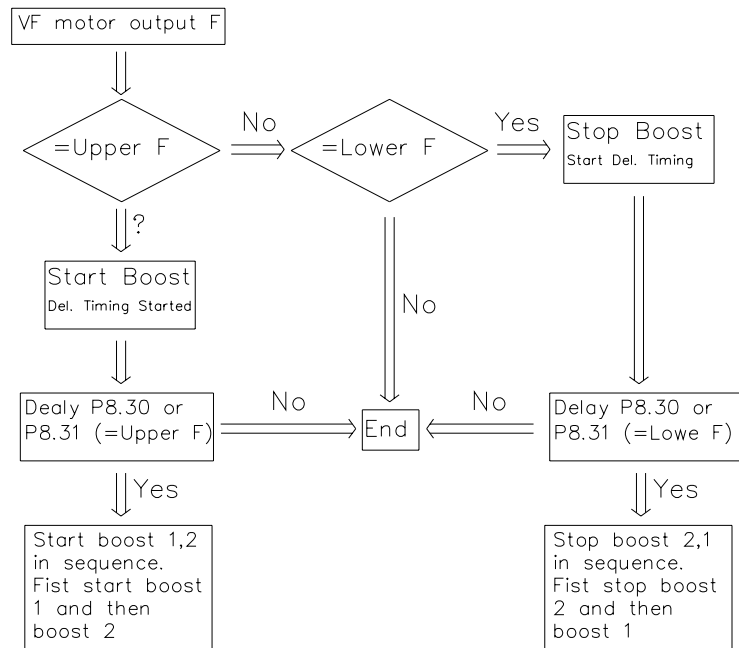 VF motor output F
=Upper F
No
=Lower F
Yes
Stop Boost
Start Del. Timing
?
Start Boost
Del. Timing Started
No
Dealy P8.30 or
P8.31 (=Upper F)
No
End
No
Delay P8.30 or
P8.31 (=Lowe F)
Yes
Yes
Start boost 1,2
in sequence.
Fist start boost
1 and then
boost 2
Stop boost 2,1
in sequence.
Fist stop boost
2 and then
boost 1